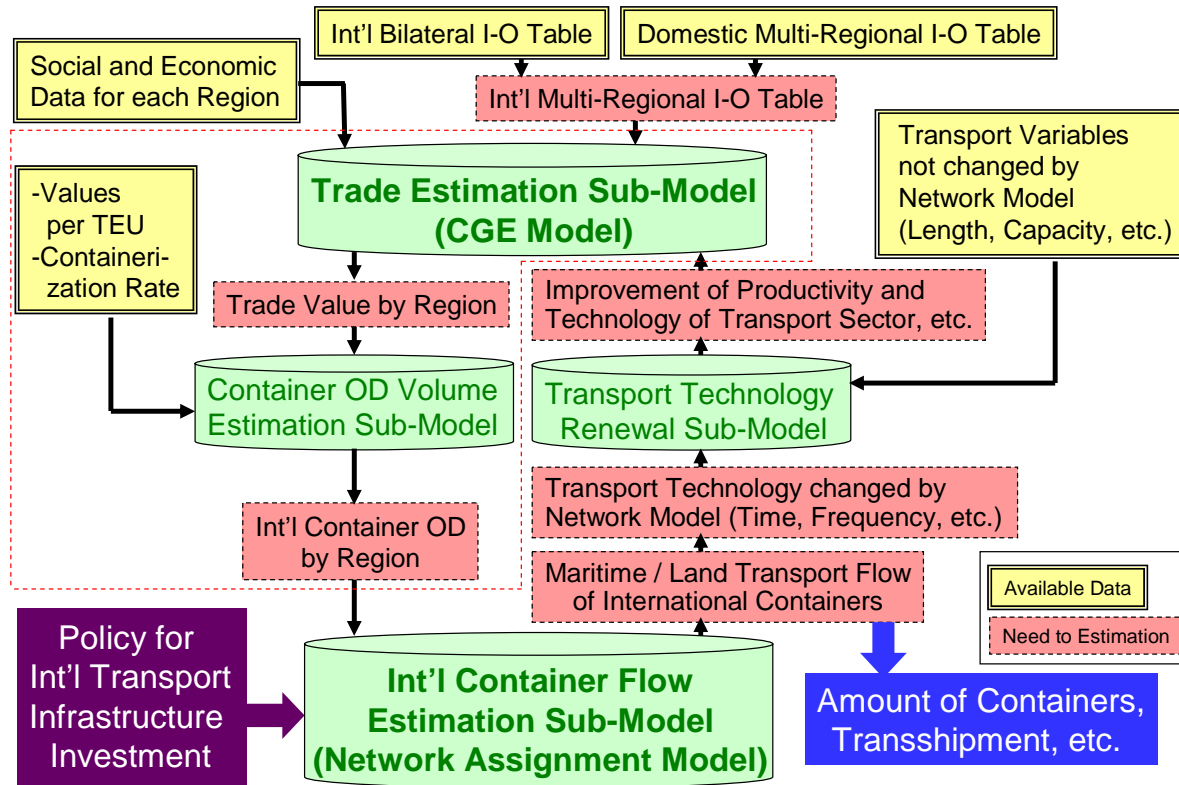 Int'l Bilateral I-O Table
Domestic Multi-Regional I-O Table
Social and Economic
Data for each Region
Int'l Multi-Regional I-O Table
Transport Variables
not changed by
Network Model
(Length, Capacity, etc.)
-Values
per TEU
-Containeri-
zation Rate
Trade Estimation Sub-Model
(CGE Model)
Trade Value by Region
Improvement of Productivity and
Technology of Transport Sector, etc.
Container OD Volume
Estimation Sub-Model
Transport Technology
Renewal Sub-Model
Int'l Container OD
by Region
Transport Technology changed by
Network Model (Time, Frequency, etc.)
Maritime / Land Transport Flow
of International Containers
Available Data
Need to Estimation
Policy for
Int'l Transport
Infrastructure
Investment
Int'l Container Flow
Estimation Sub-Model
(Network Assignment Model)
Amount of Containers,
Transshipment, etc.